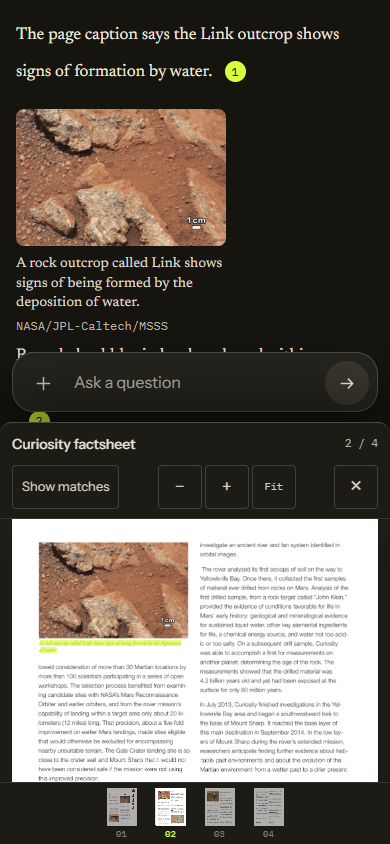 The page caption says the Link outcrop shows
signs of formation by water. 1
1 cm
A rock outcrop called Link shows
signs of being formed by the
deposition of water.
NASA/JPL-Caltech/MSSS
+ Ask a question →
2
Curiosity factsheet 2 / 4
Show matches − + Fit ×
1 cm
A rock outcrop called Link shows signs of being formed by the deposition
of water.
lowed consideration of more than 30 Martian locations by
more than 100 scientists participating in a series of open
workshops. The selection process benefited from examin-
ing candidate sites with NASA's Mars Reconnaissance
Orbiter and earlier orbiters, and from the rover mission's
capability of landing within a target area only about 20 ki-
lometers (12 miles) long. That precision, about a five-fold
improvement on earlier Mars landings, made sites eligible
that would otherwise be excluded for encompassing
nearby unsuitable terrain. The Gale Crater landing site is so
close to the crater wall and Mount Sharp that it would not
have been considered safe if the mission were not using
this improved precision.
investigate an ancient river and fan system identified in
orbital images.
The rover analyzed its first scoops of soil on the way to
Yellowknife Bay. Once there, it collected the first samples
of material ever drilled from rocks on Mars. Analysis of the
first drilled sample, from a rock target called "John Klein,"
provided the evidence of conditions favorable for life in
Mars' early history: geological and mineralogical evidence
for sustained liquid water, other key elemental ingredients
for life, a chemical energy source, and water not too acid-
ic or too salty. On a subsequent drill sample, Curiosity
was able to accomplish a first for measurements on
another planet: determining the age of the rock. The
measurements showed that the drilled material was
4.2 billion years old and yet had been exposed at the
surface for only 80 million years.
In July 2013, Curiosity finished investigations in the Yel-
lowknife Bay area and began a southwestward trek to
the base of Mount Sharp. It reached the base layer of
this main destination in September 2014. In the low lay-
ers of Mount Sharp during the rover's extended mission,
researchers anticipate finding further evidence about hab-
itable past environments and about the evolution of the
Martian environment from a wetter past to a drier present.
01 02 03 04